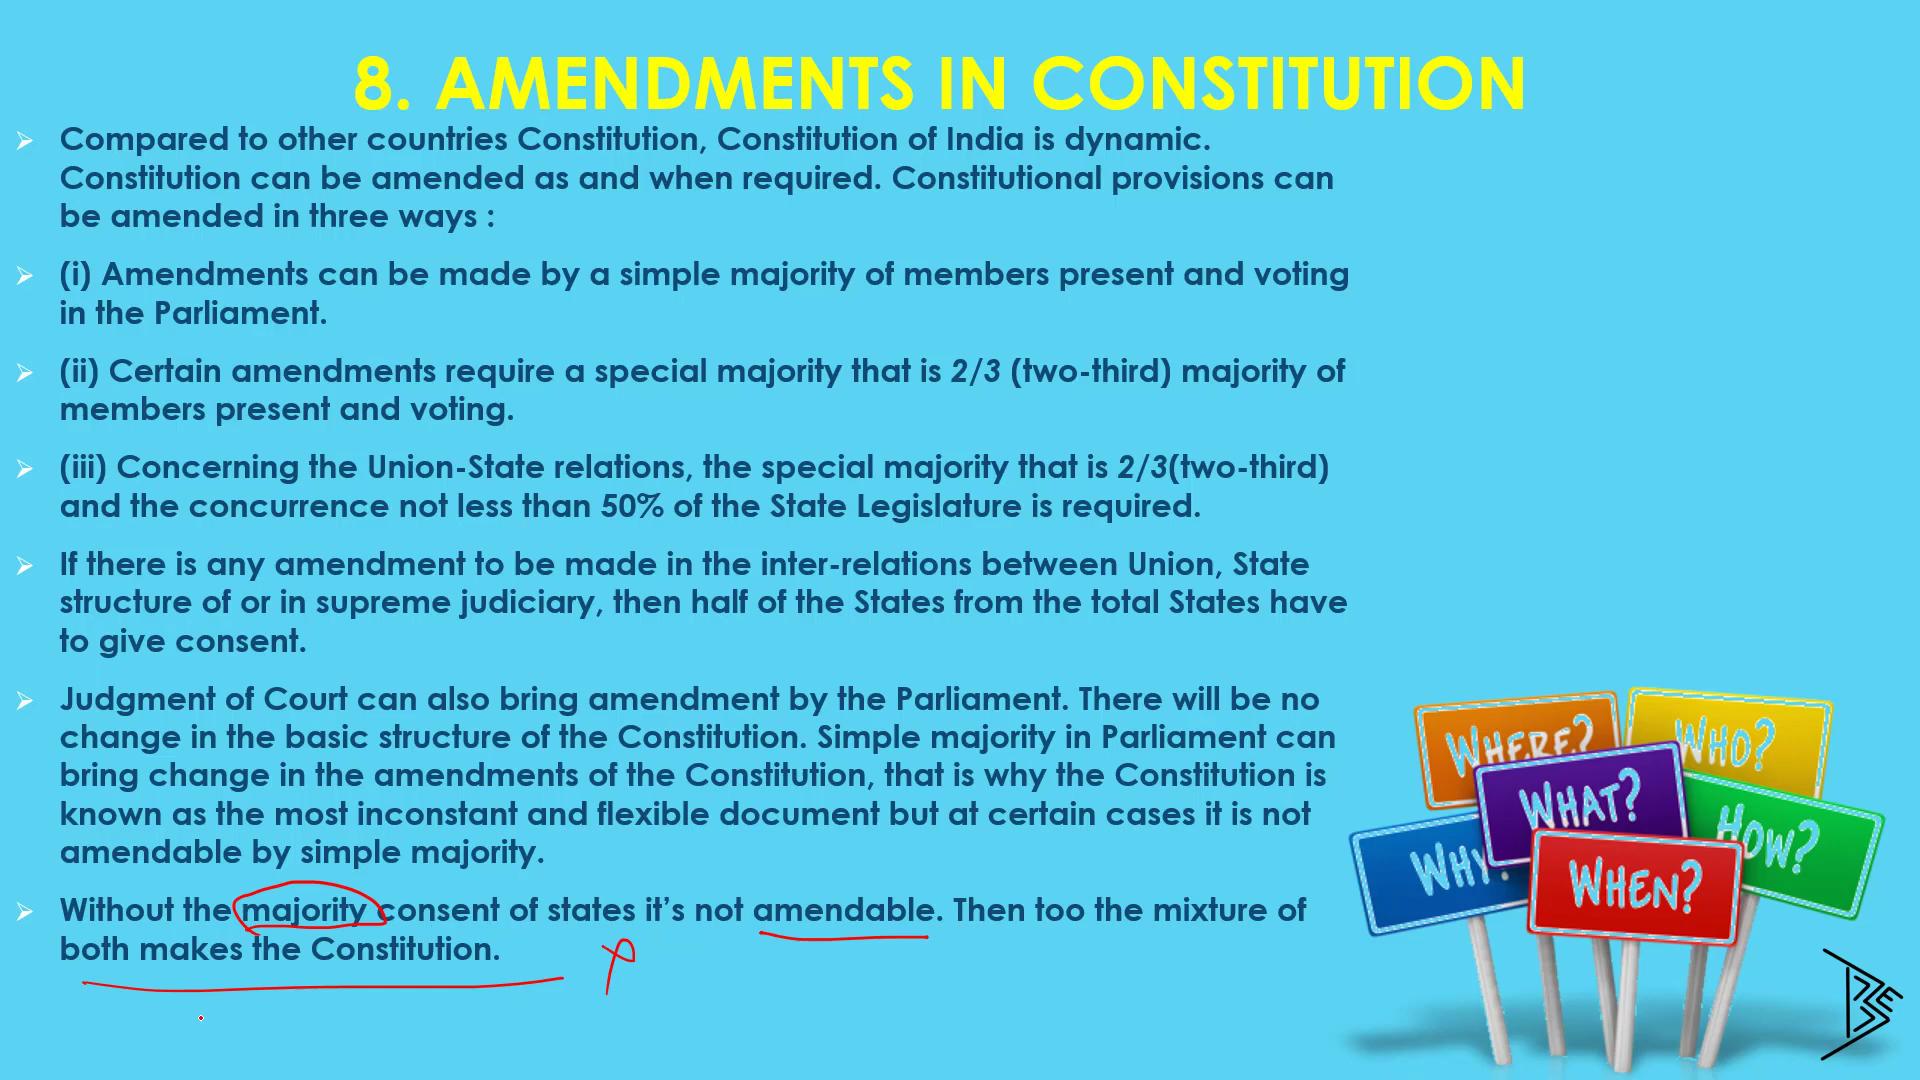 8. AMENDMENTS IN CONSTITUTION
Compared to other countries Constitution, Constitution of India is dynamic.
Constitution can be amended as and when required. Constitutional provisions can
be amended in three ways :
(i) Amendments can be made by a simple majority of members present and voting
in the Parliament.
(ii) Certain amendments require a special majority that is 2/3 (two-third) majority of
members present and voting.
(iii) Concerning the Union-State relations, the special majority that is 2/3(two-third)
and the concurrence not less than 50% of the State Legislature is required.
If there is any amendment to be made in the inter-relations between Union, State
structure of or in supreme judiciary, then half of the States from the total States have
to give consent.
Judgment of Court can also bring amendment by the Parliament. There will be no
change in the basic structure of the Constitution. Simple majority in Parliament can
bring change in the amendments of the Constitution, that is why the Constitution is
known as the most inconstant and flexible document but at certain cases it is not
amendable by simple majority.
Without the majority consent of states it's not amendable. Then too the mixture of
both makes the Constitution.
WHERE?
WHO?
WHAT?
HOW?
WHY?
WHEN?